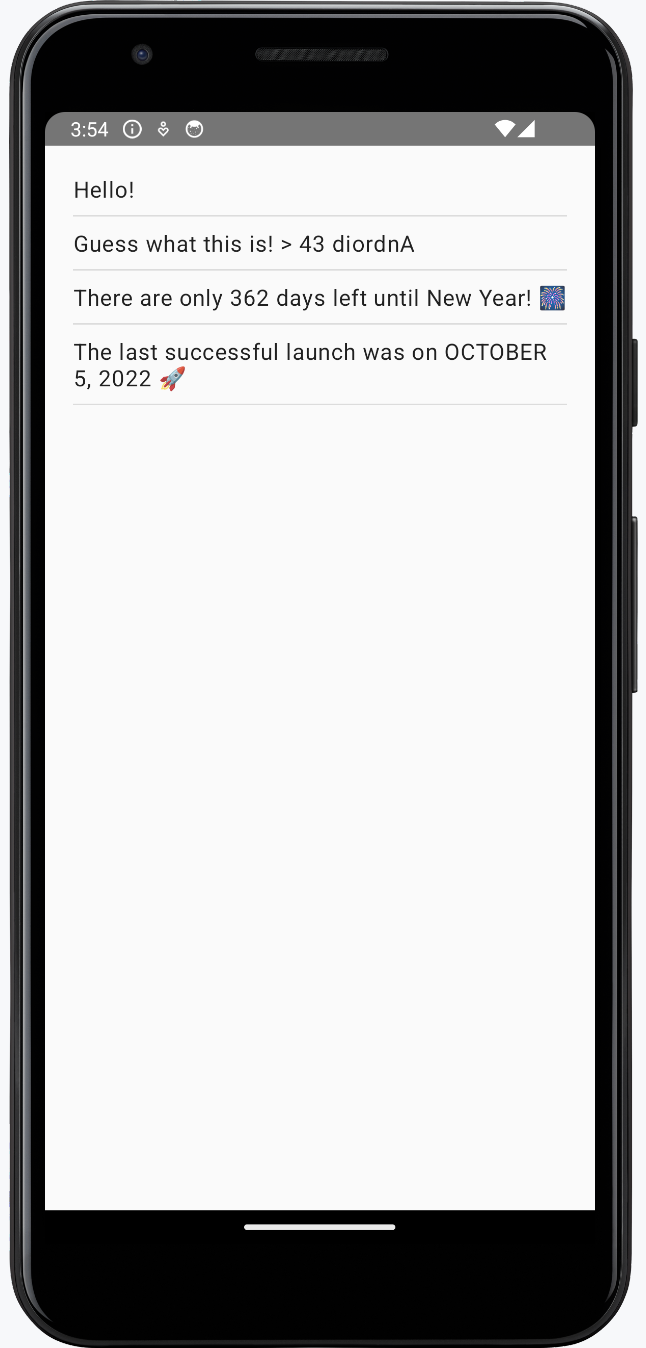 3:54
Hello!
Guess what this is! > 43 diordnA
There are only 362 days left until New Year! 🎆
The last successful launch was on OCTOBER
5, 2022 🚀